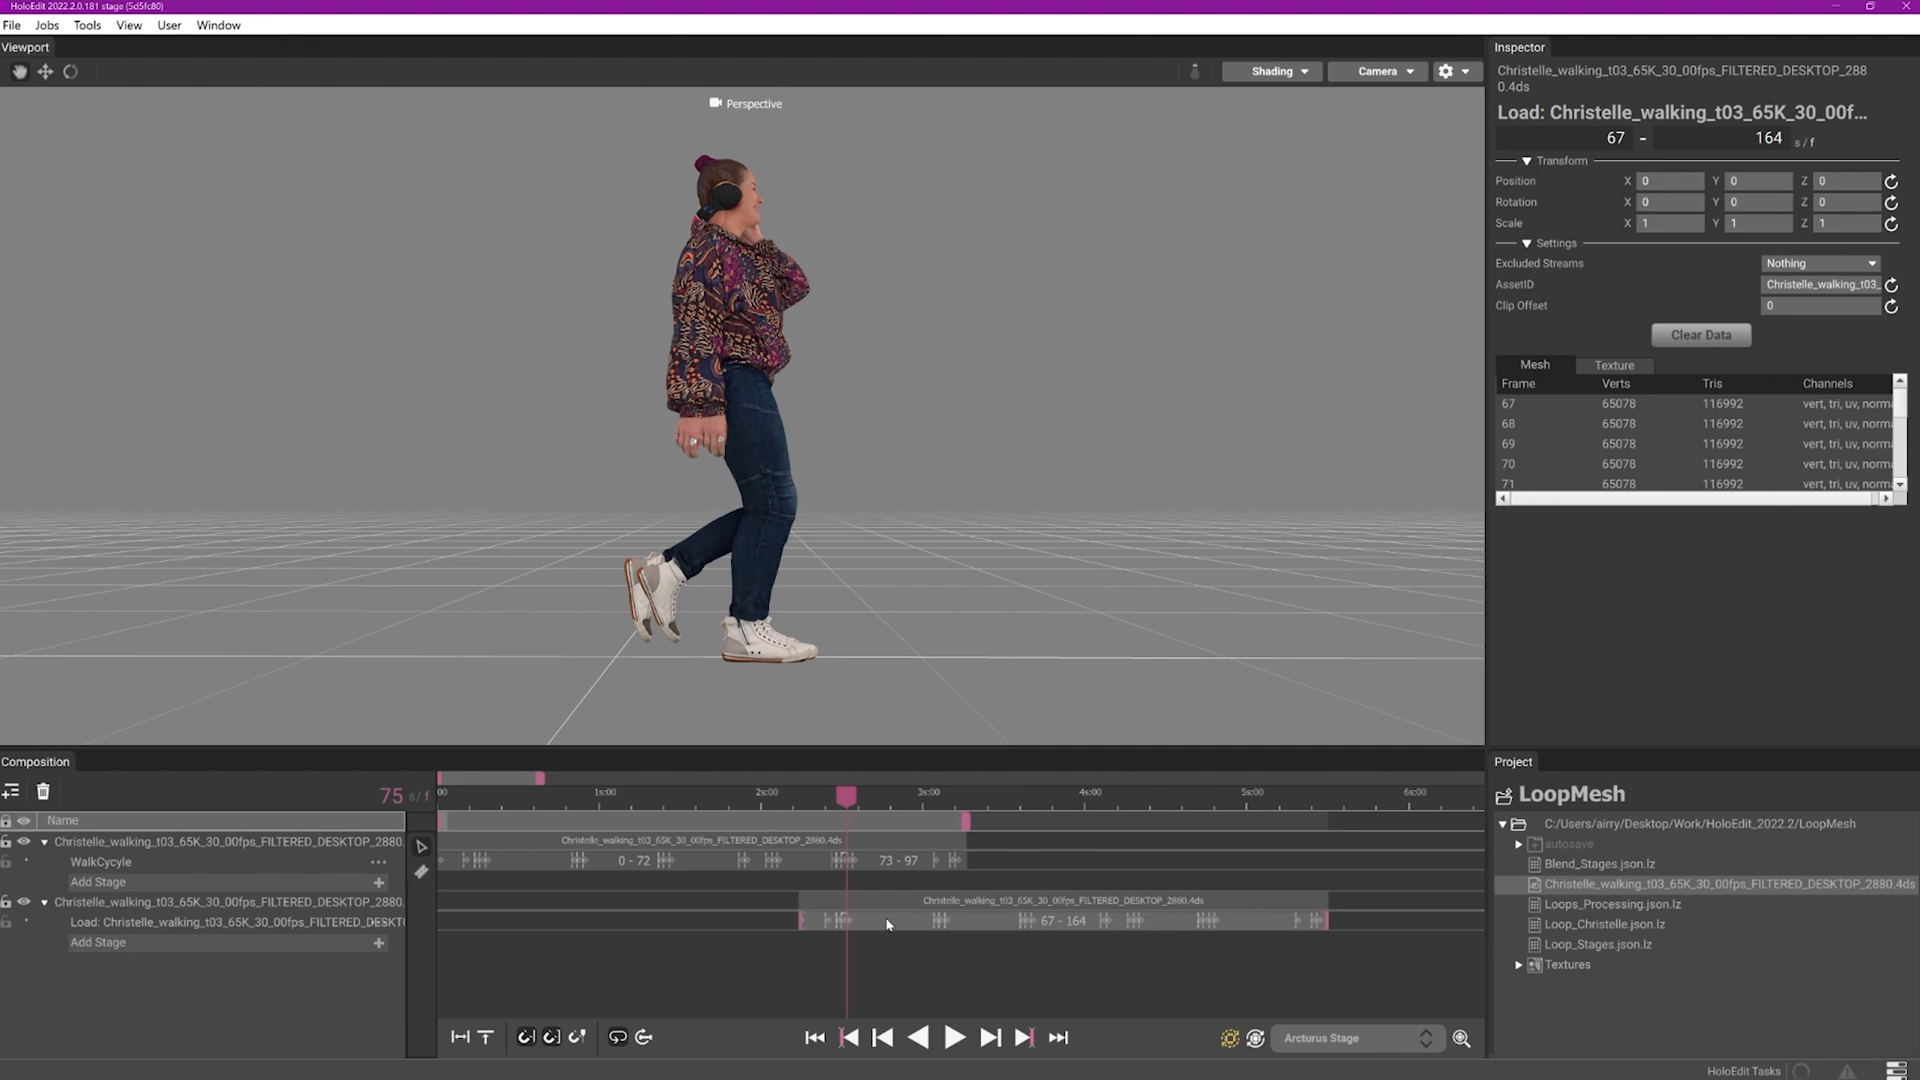 HoloEdit 2022.2.0.181 stage (5d5fc80)
File Jobs Tools View User Window
Viewport
Shading Camera
Perspective
Inspector
Christelle_walking_t03_65K_30_00fps_FILTERED_DESKTOP_288
0.4ds
Load: Christelle_walking_t03_65K_30_00f...
67 - 164 s / f
Transform
Position X 0 Y 0 Z 0
Rotation X 0 Y 0 Z 0
Scale X 1 Y 1 Z 1
Settings
Excluded Streams Nothing
AssetID Christelle_walking_t03_
Clip Offset 0
Clear Data
Mesh Texture
Frame Verts Tris Channels
67 65078 116992 vert, tri, uv, norma
68 65078 116992 vert, tri, uv, norma
69 65078 116992 vert, tri, uv, norma
70 65078 116992 vert, tri, uv, norma
71 65078 116992 vert, tri, uv, norma
Composition
75 s / f
:00 1s:00 2s:00 3s:00 4s:00 5s:00 6s:00
Name
Christelle_walking_t03_65K_30_00fps_FILTERED_DESKTOP_2880.
Christelle_walking_t03_65K_30_00fps_FILTERED_DESKTOP_2880.4ds
WalkCycyle
0 - 72 73 - 97
Add Stage +
Christelle_walking_t03_65K_30_00fps_FILTERED_DESKTOP_2880.
Christelle_walking_t03_65K_30_00fps_FILTERED_DESKTOP_2880.4ds
Load: Christelle_walking_t03_65K_30_00fps_FILTERED_DESKTO
67 - 164
Add Stage +
Arcturus Stage
Project
LoopMesh
C:/Users/airry/Desktop/Work/HoloEdit_2022.2/LoopMesh
autosave
Blend_Stages.json.lz
Christelle_walking_t03_65K_30_00fps_FILTERED_DESKTOP_2880.4ds
Loops_Processing.json.lz
Loop_Christelle.json.lz
Loop_Stages.json.lz
Textures
HoloEdit Tasks